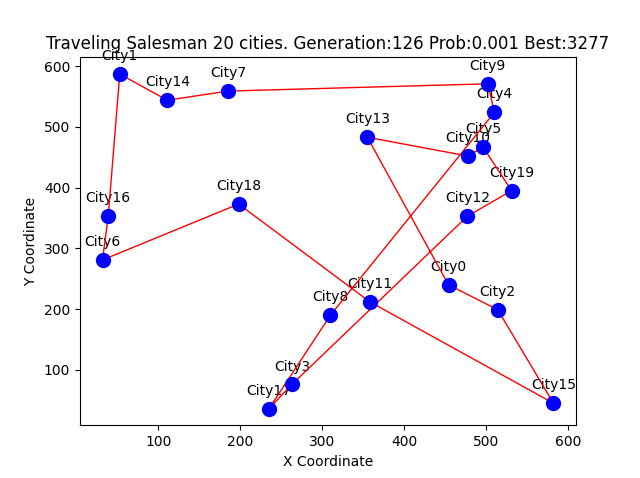 Traveling Salesman 20 cities. Generation:126 Prob:0.001 Best:3277
City1
City14
City7
City9
City4
City13
City5
City10
City19
City18
City16
City12
City6
City0
City11
City2
City8
City3
City15
City17
600
500
400
300
200
100
Y Coordinate
100 200 300 400 500 600
X Coordinate